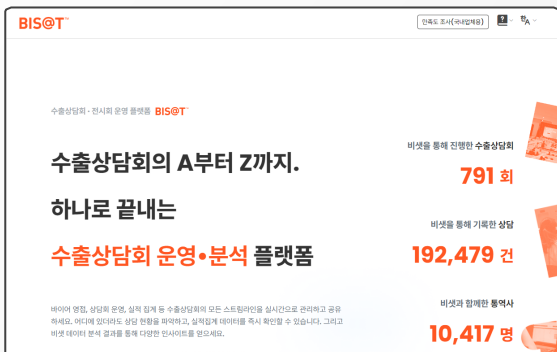 BIS@T
만족도 조사(국내업체용)
한A
수출상담회 · 전시회 운영 플랫폼 BIS@T
수출상담회의 A부터 Z까지.
하나로 끝내는
수출상담회 운영•분석 플랫폼
바이어 영접, 상담회 운영, 실적 집계 등 수출상담회의 모든 스트림라인을 실시간으로 관리하고 공유
하세요. 어디에 있더라도 상담 현황을 파악하고, 실적집계 데이터를 즉시 확인할 수 있습니다. 그리고
비셋 데이터 분석 결과를 통해 다양한 인사이트를 얻으세요.
비셋을 통해 진행한 수출상담회
791 회
비셋을 통해 기록한 상담
192,479 건
비셋과 함께한 통역사
10,417 명